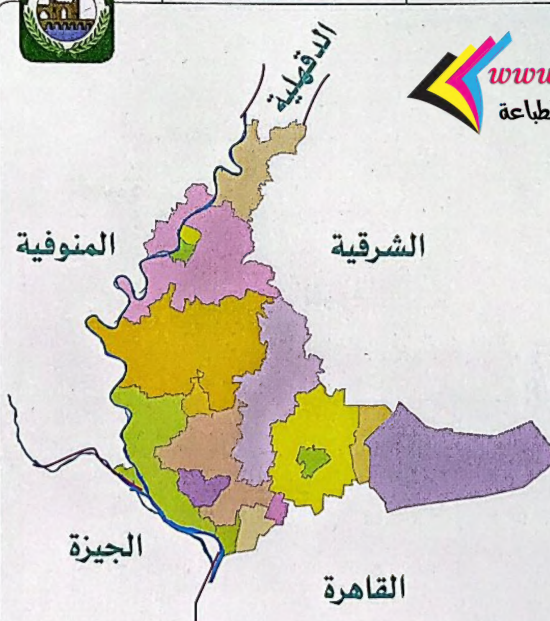 الدقهلية
www
طباعة
المنوفية
الشرقية
الجيزة
القاهرة